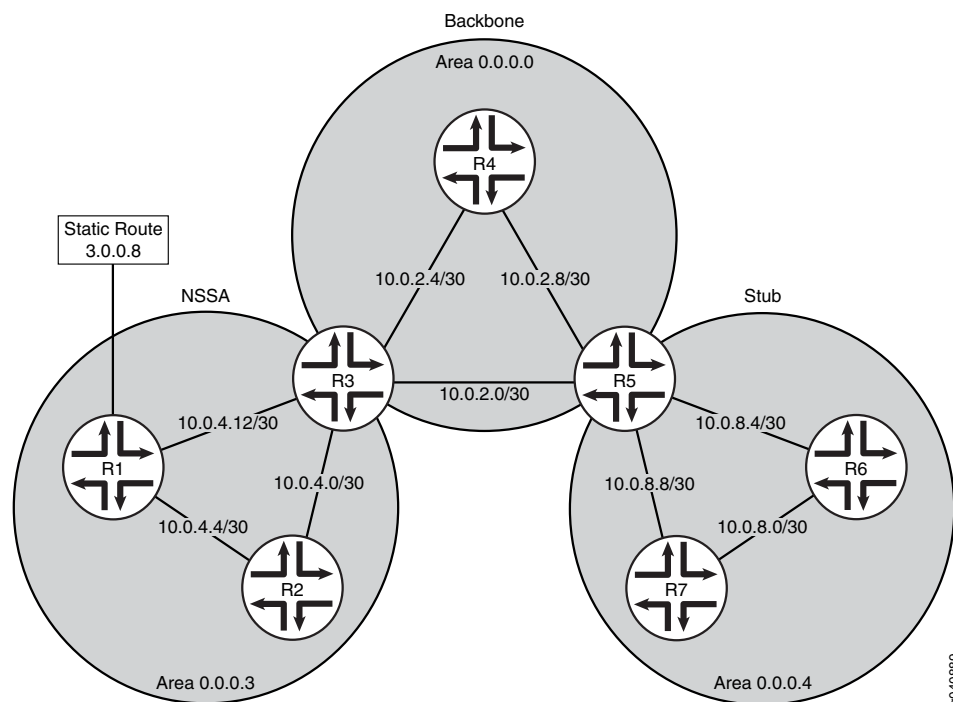 Backbone
Area 0.0.0.0
R4
Static Route
3.0.0.8
10.0.2.4/30
10.0.2.8/30
NSSA
Stub
R3
R5
10.0.2.0/30
10.0.4.12/30
10.0.8.4/30
R1
R6
10.0.4.0/30
10.0.8.8/30
10.0.4.4/30
10.0.8.0/30
R2
R7
Area 0.0.0.3
Area 0.0.0.4